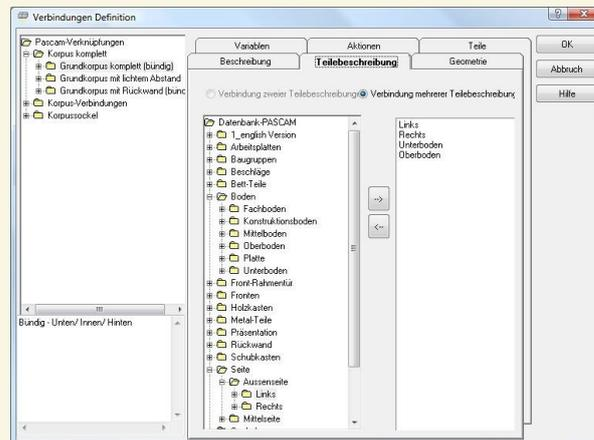 Verbindungen Definition
Pascam-Verknüpfungen
Korpus komplett
Grundkorpus komplett (bündig)
Grundkorpus mit lichtem Abstand
Grundkorpus mit Rückwand (bünd
Korpus-Verbindungen
Korpussockel
Bündig - Unten/ Innen/ Hinten
Variablen
Aktionen
Teile
Beschreibung
Teilebeschreibung
Geometrie
Verbindung zweier Teilebeschreibung
Verbindung mehrerer Teilebeschreibung
Datenbank-PASCAM
1_english Version
Arbeitsplatten
Baugruppen
Beschläge
Bett-Teile
Boden
Fachboden
Konstruktionsboden
Mittelboden
Oberboden
Platte
Unterboden
Front-Rahmentür
Fronten
Holzkasten
Metal-Teile
Präsentation
Rückwand
Schubkasten
Seite
Aussenseite
Links
Rechts
Mittelseite
-->
<--
Links
Rechts
Unterboden
Oberboden
OK
Abbruch
Hilfe